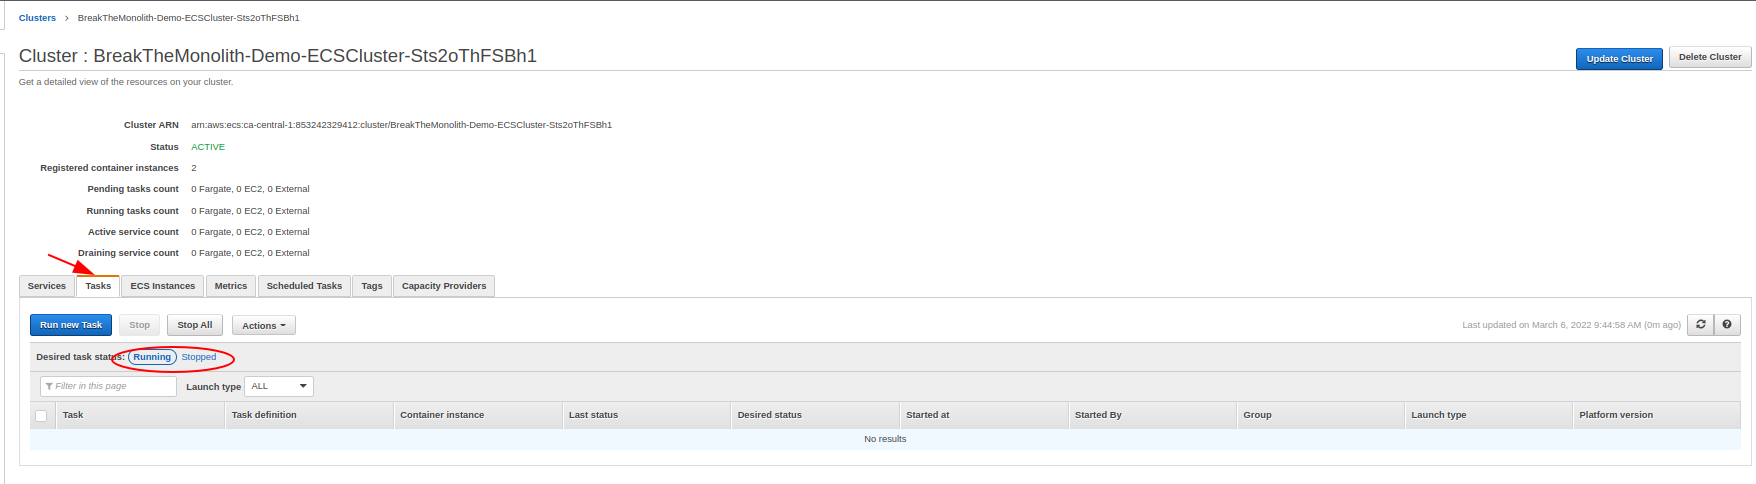 Clusters > BreakTheMonolith-Demo-ECSCluster-Sts2oThFSBh1
Cluster : BreakTheMonolith-Demo-ECSCluster-Sts2oThFSBh1
Update Cluster Delete Cluster
Get a detailed view of the resources on your cluster.
Cluster ARN arn:aws:ecs:ca-central-1:853242329412:cluster/BreakTheMonolith-Demo-ECSCluster-Sts2oThFSBh1
Status ACTIVE
Registered container instances 2
Pending tasks count 0 Fargate, 0 EC2, 0 External
Running tasks count 0 Fargate, 0 EC2, 0 External
Active service count 0 Fargate, 0 EC2, 0 External
Draining service count 0 Fargate, 0 EC2, 0 External
Services Tasks ECS Instances Metrics Scheduled Tasks Tags Capacity Providers
Run new Task Stop Stop All Actions Last updated on March 6, 2022 9:44:58 AM (0m ago)
Desired task status: Running Stopped
Filter in this page Launch type ALL
Task Task definition Container instance Last status Desired status Started at Started By Group Launch type Platform version
No results